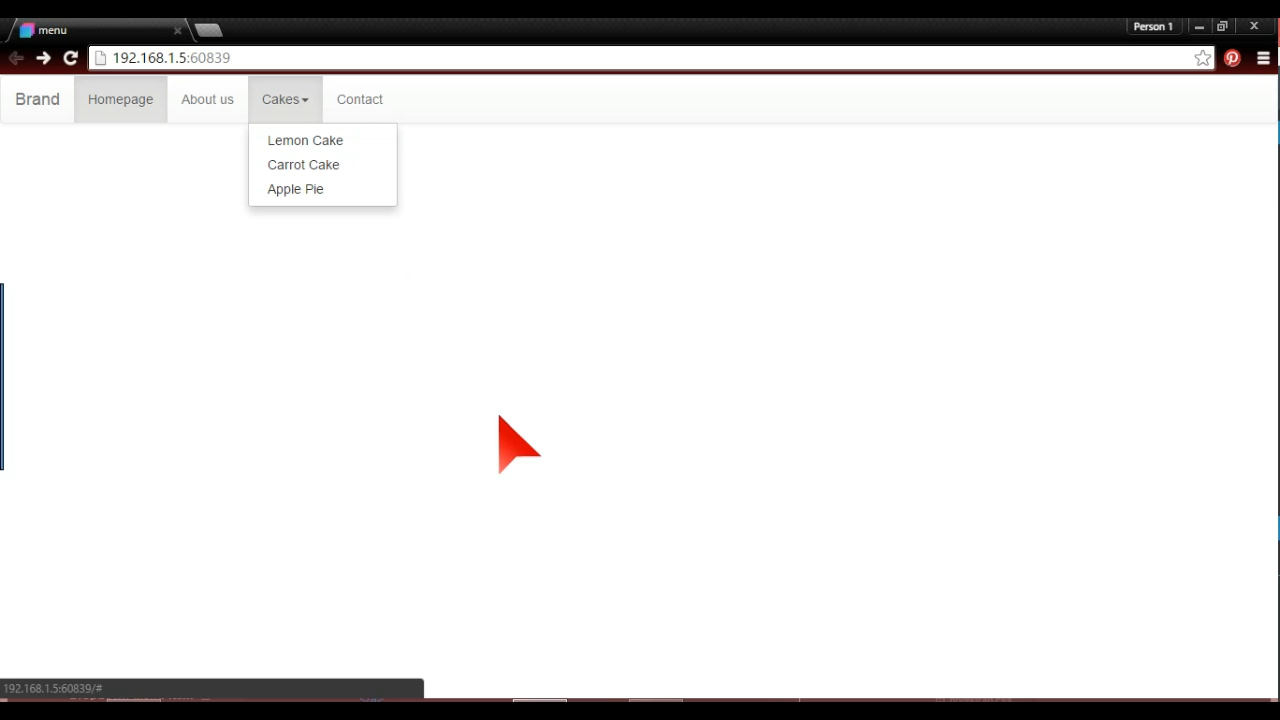 menu
Person 1
192.168.1.5:60839
Brand
Homepage
About us
Cakes
Contact
Lemon Cake
Carrot Cake
Apple Pie
192.168.1.5:60839/#